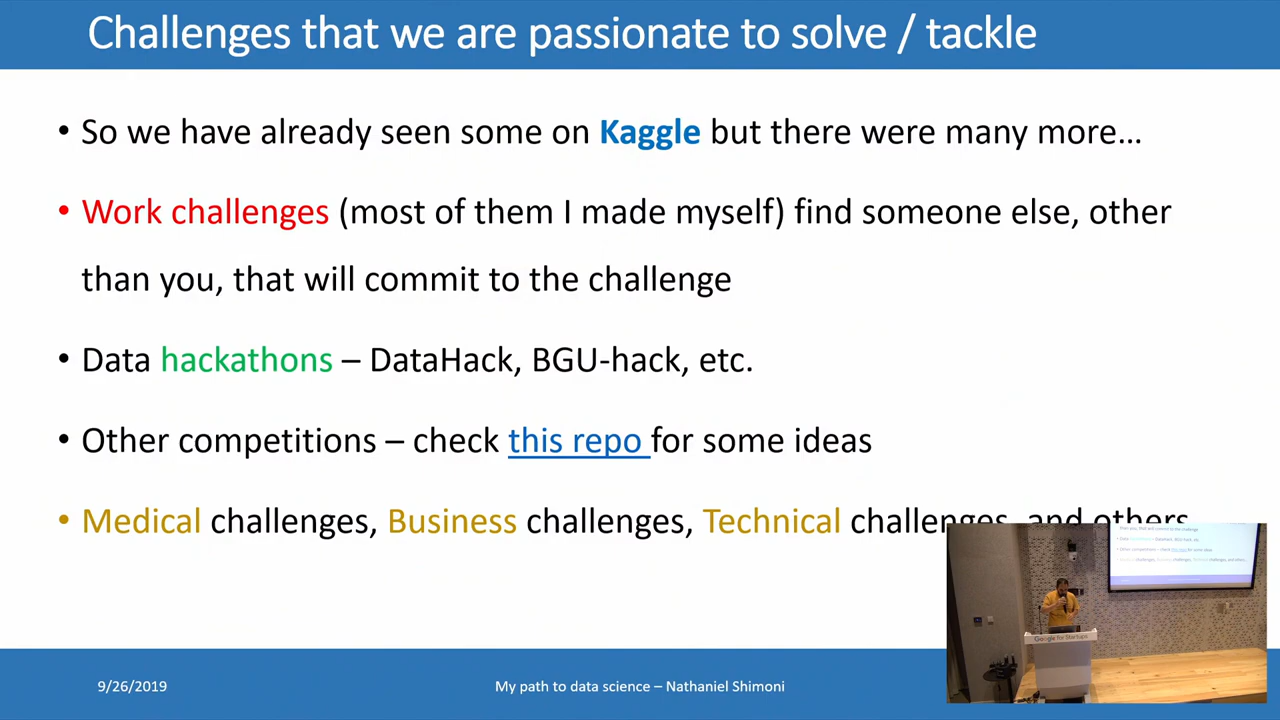 Challenges that we are passionate to solve / tackle
• So we have already seen some on Kaggle but there were many more...
• Work challenges (most of them I made myself) find someone else, other
than you, that will commit to the challenge
• Data hackathons – DataHack, BGU-hack, etc.
• Other competitions – check this repo for some ideas
• Medical challenges, Business challenges, Technical challenges, and others
Google for Startups
9/26/2019
My path to data science – Nathaniel Shimoni